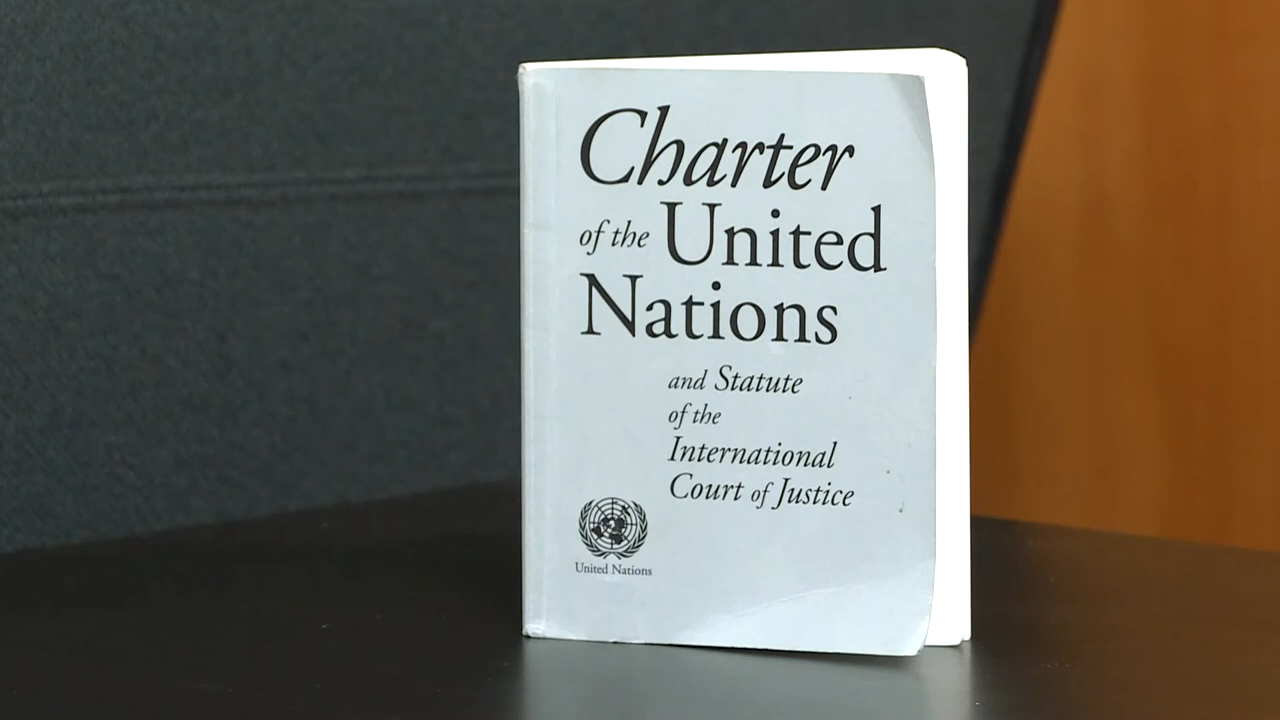 Charter
of the United
Nations
and Statute
of the
International
Court of Justice
United Nations